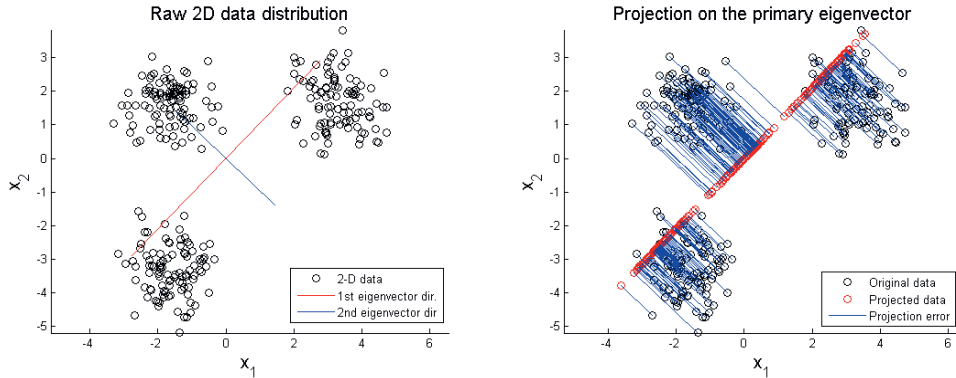 Raw 2D data distribution
3
2
1
0
-1
-2
-3
-4
-5
x2
-4
-2
0
2
4
6
x1
2-D data
1st eigenvector dir.
2nd eigenvector dir
Projection on the primary eigenvector
3
2
1
0
-1
-2
-3
-4
-5
x2
-4
-2
0
2
4
6
x1
Original data
Projected data
Projection error